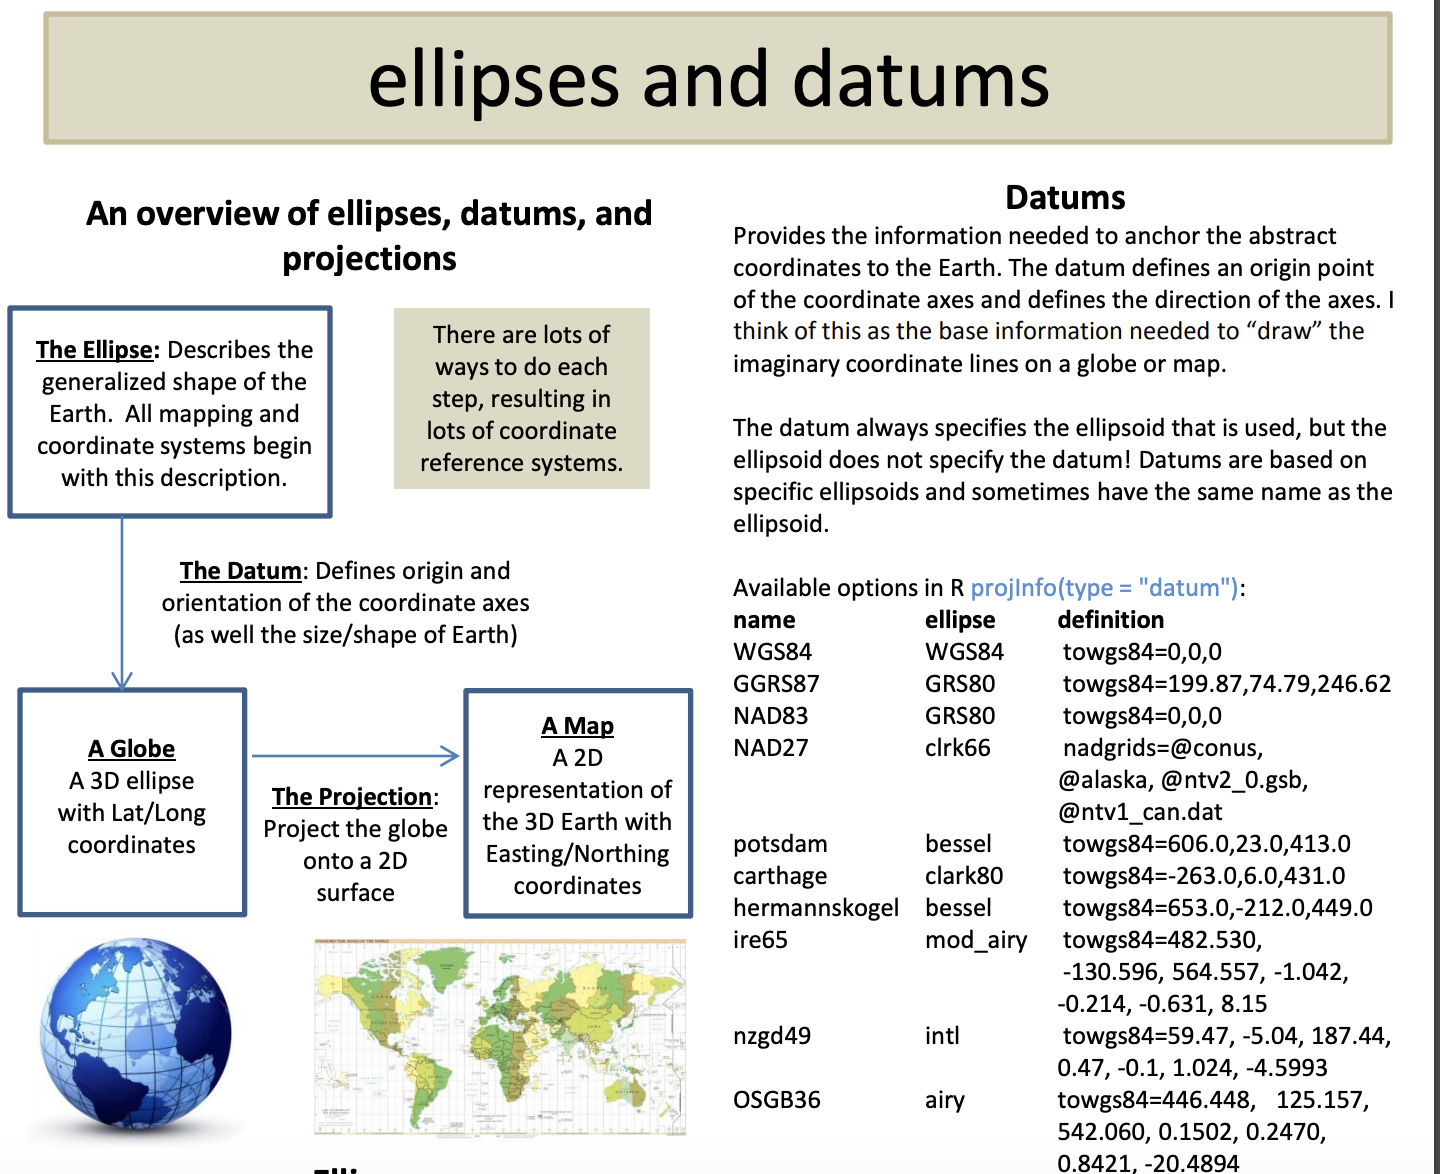 ellipses and datums
An overview of ellipses, datums, and
projections
The Ellipse: Describes the
generalized shape of the
Earth.  All mapping and
coordinate systems begin
with this description.
There are lots of
ways to do each
step, resulting in
lots of coordinate
reference systems.
The Datum: Defines origin and
orientation of the coordinate axes
(as well the size/shape of Earth)
A Globe
A 3D ellipse
with Lat/Long
coordinates
The Projection:
Project the globe
onto a 2D
surface
A Map
A 2D
representation of
the 3D Earth with
Easting/Northing
coordinates
Datums
Provides the information needed to anchor the abstract
coordinates to the Earth. The datum defines an origin point
of the coordinate axes and defines the direction of the axes. I
think of this as the base information needed to “draw” the
imaginary coordinate lines on a globe or map.
The datum always specifies the ellipsoid that is used, but the
ellipsoid does not specify the datum! Datums are based on
specific ellipsoids and sometimes have the same name as the
ellipsoid.
Available options in R projInfo(type = "datum"):
name ellipse definition
WGS84 WGS84 towgs84=0,0,0
GGRS87 GRS80 towgs84=199.87,74.79,246.62
NAD83 GRS80 towgs84=0,0,0
NAD27 clrk66 nadgrids=@conus,
@alaska, @ntv2_0.gsb,
@ntv1_can.dat
potsdam bessel towgs84=606.0,23.0,413.0
carthage clark80 towgs84=-263.0,6.0,431.0
hermannskogel bessel towgs84=653.0,-212.0,449.0
ire65 mod_airy towgs84=482.530,
-130.596, 564.557, -1.042,
-0.214, -0.631, 8.15
nzgd49 intl towgs84=59.47, -5.04, 187.44,
0.47, -0.1, 1.024, -4.5993
OSGB36 airy towgs84=446.448, 125.157,
542.060, 0.1502, 0.2470,
0.8421, -20.4894